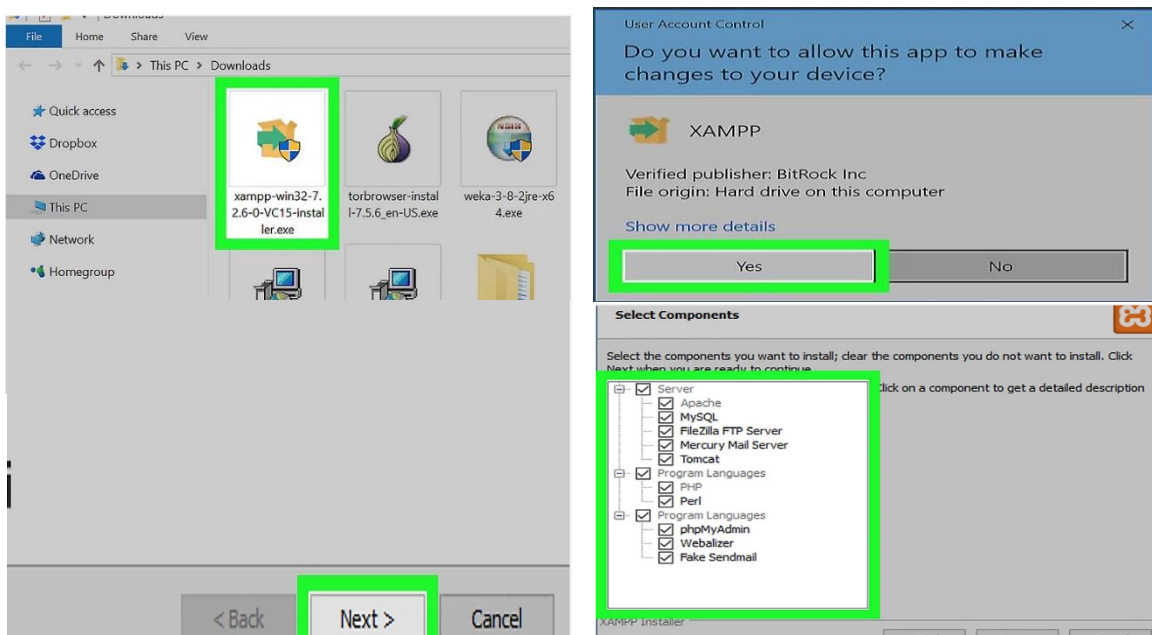 Downloads
File Home Share View
This PC > Downloads
Quick access
Dropbox
OneDrive
This PC
Network
Homegroup
xampp-win32-7.
2.6-0-VC15-instal
ler.exe
torbrowser-instal
l-7.5.6_en-US.exe
NSIS
weka-3-8-2jre-x6
4.exe
< Back Next > Cancel
User Account Control
Do you want to allow this app to make
changes to your device?
XAMPP
Verified publisher: BitRock Inc
File origin: Hard drive on this computer
Show more details
Yes No
Select Components
Select the components you want to install; clear the components you do not want to install. Click
Next when you are ready to continue.
Click on a component to get a detailed description
Server
Apache
MySQL
FileZilla FTP Server
Mercury Mail Server
Tomcat
Program Languages
PHP
Perl
Program Languages
phpMyAdmin
Webalizer
Fake Sendmail
XAMPP Installer